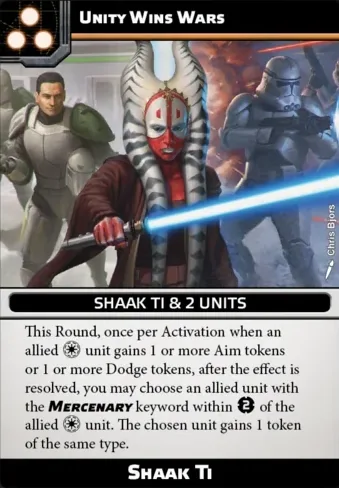 Unity Wins Wars
Chris Bjors
SHAAK TI & 2 UNITS
This Round, once per Activation when an
allied unit gains 1 or more Aim tokens
or 1 or more Dodge tokens, after the effect is
resolved, you may choose an allied unit with
the Mercenary keyword within 2 of the
allied unit. The chosen unit gains 1 token
of the same type.
Shaak Ti